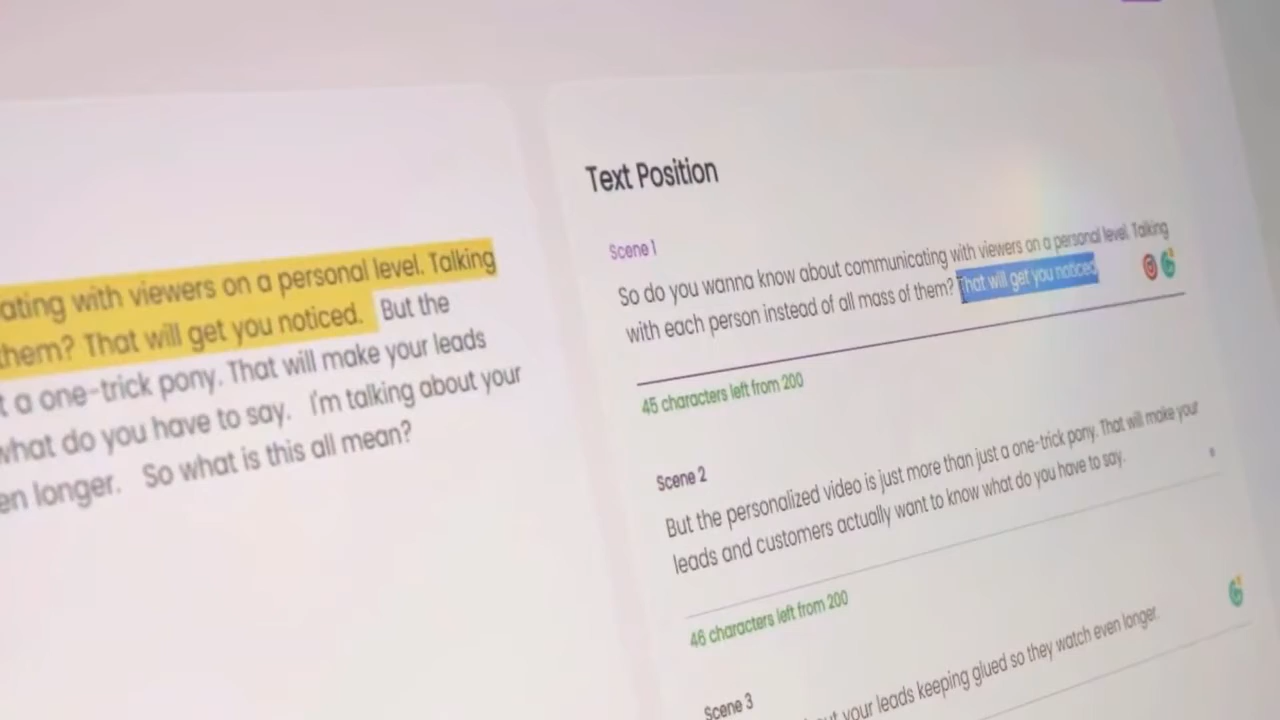 ating with viewers on a personal level. Talking
them? That will get you noticed. But the
t a one-trick pony. That will make your leads
what do you have to say. I'm talking about your
en longer. So what is this all mean?
Text Position
Scene 1
So do you wanna know about communicating with viewers on a personal level. Talking
with each person instead of all mass of them? That will get you noticed
45 characters left from 200
Scene 2
But the personalized video is just more than just a one-trick pony. That will make your
leads and customers actually want to know what do you have to say.
46 characters left from 200
Scene 3
out your leads keeping glued so they watch even longer.